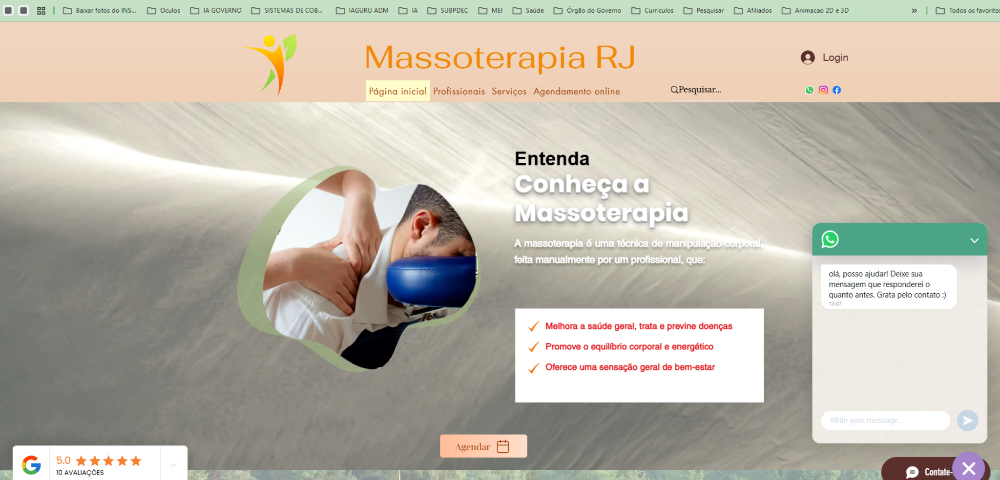 Baixar fotos do INS...
Oculos
IA GOVERNO
SISTEMAS DE COB...
IAGURU ADM
IA
SUBPDEC
MEI
Saúde
Órgão do Governo
Curriculos
Pesquisar
Afiliados
Animacao 2D e 3D
»
Todos os favoritos
Massoterapia RJ
Login
Página inicial
Profissionais
Serviços
Agendamento online
Pesquisar...
Entenda
Conheça a
Massoterapia
A massoterapia é uma técnica de manipulação corporal,
feita manualmente por um profissional, que:
Melhora a saúde geral, trata e previne doenças
Promove o equilíbrio corporal e energético
Oferece uma sensação geral de bem-estar
Agendar
olá, posso ajudar! Deixe sua
mensagem que responderei o
quanto antes. Grata pelo contato :)
13:07
Write your message...
5.0
10 AVALIAÇÕES
Contate-